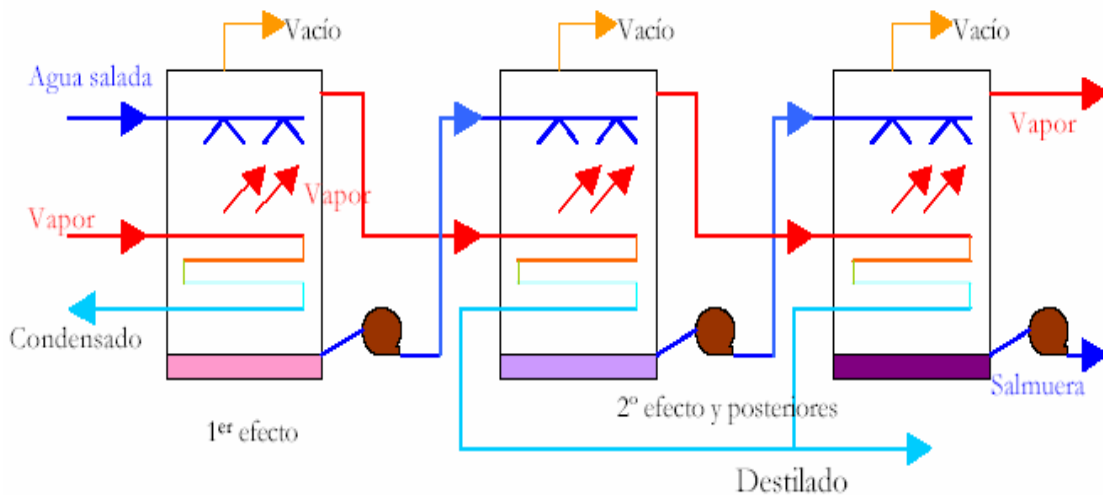 Vacío
Vacío
Vacío
Agua salada
Vapor
Vapor
Vapor
Condensado
Salmuera
1er efecto
2º efecto y posteriores
Destilado